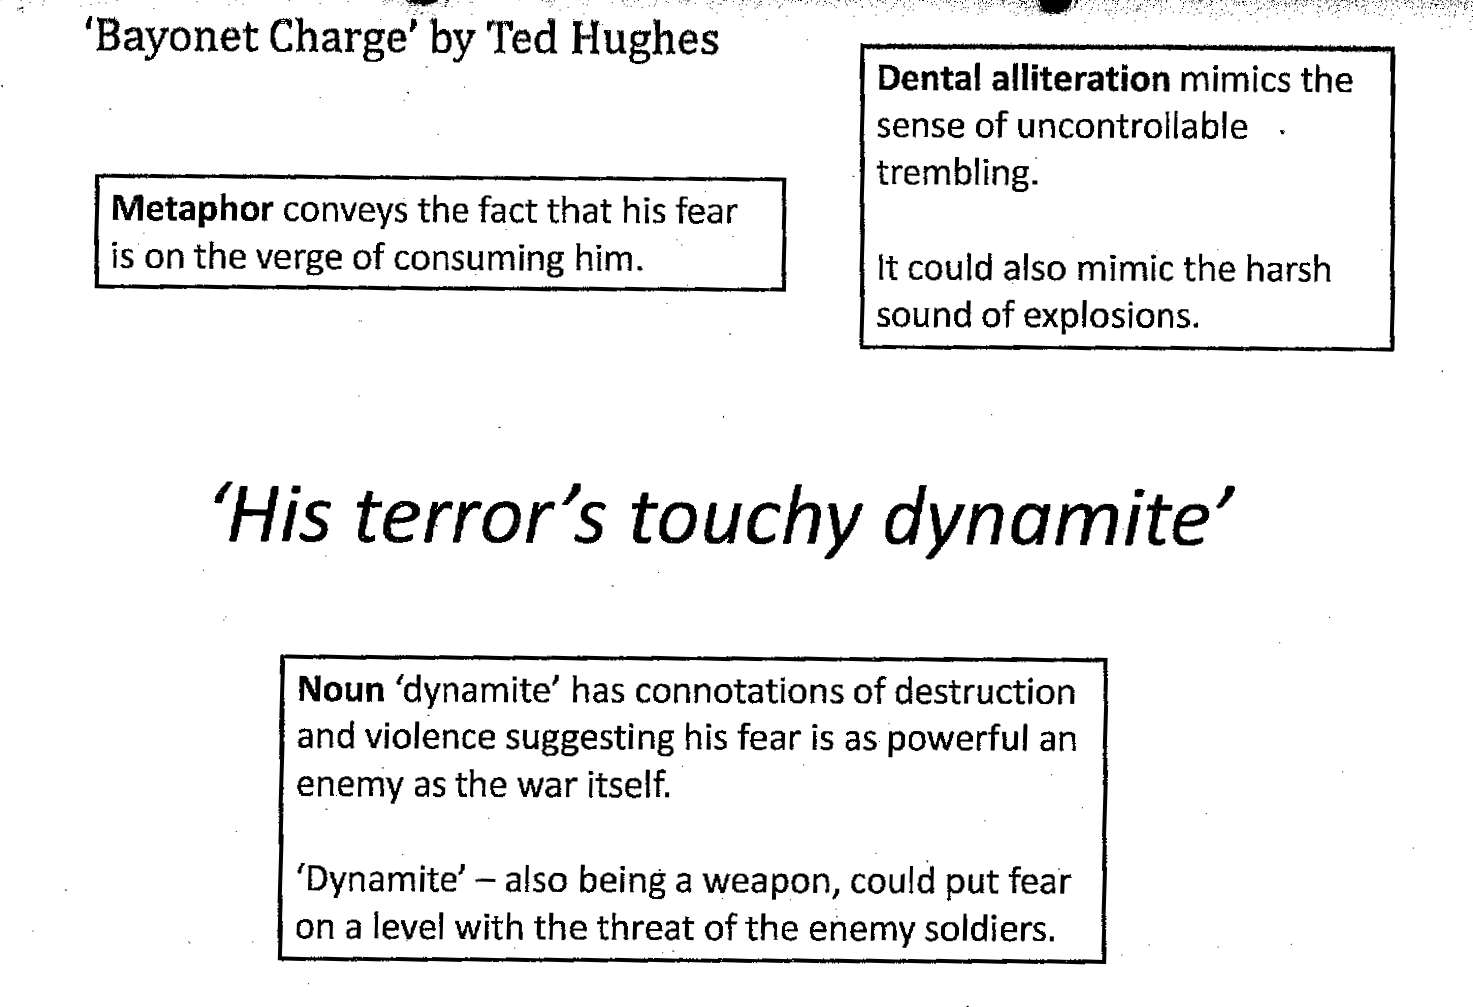 ‘Bayonet Charge’ by Ted Hughes
Dental alliteration mimics the
sense of uncontrollable
trembling.
It could also mimic the harsh
sound of explosions.
Metaphor conveys the fact that his fear
is on the verge of consuming him.
‘His terror’s touchy dynamite’
Noun ‘dynamite’ has connotations of destruction
and violence suggesting his fear is as powerful an
enemy as the war itself.
‘Dynamite’ – also being a weapon, could put fear
on a level with the threat of the enemy soldiers.